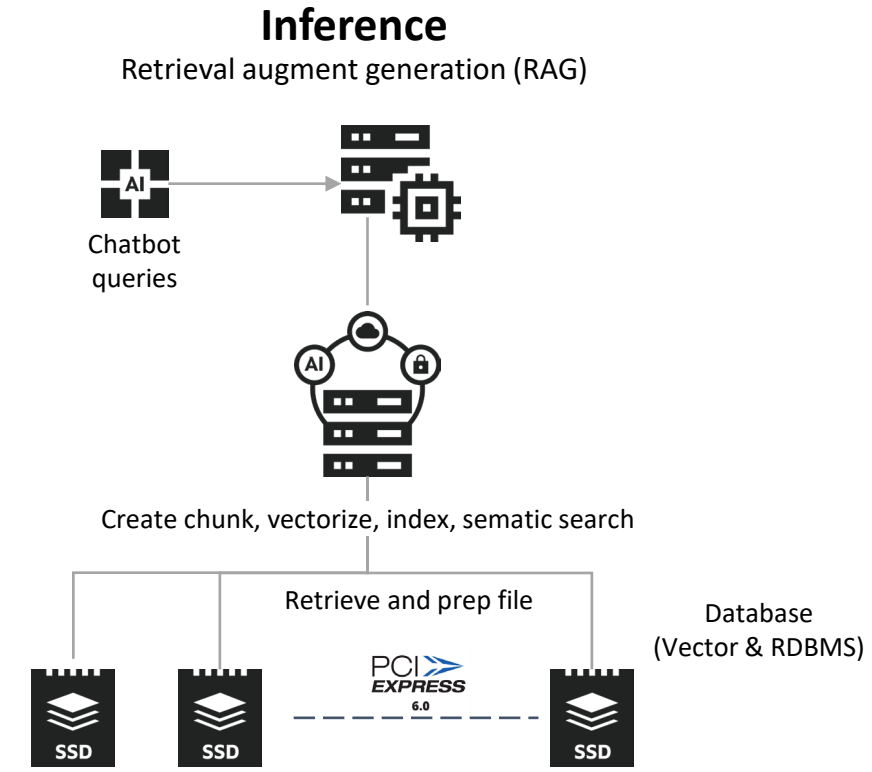 Inference
Retrieval augment generation (RAG)
AI
Chatbot
queries
AI
Create chunk, vectorize, index, sematic search
Retrieve and prep file
Database
(Vector & RDBMS)
PCI
EXPRESS
6.0
SSD
SSD
SSD